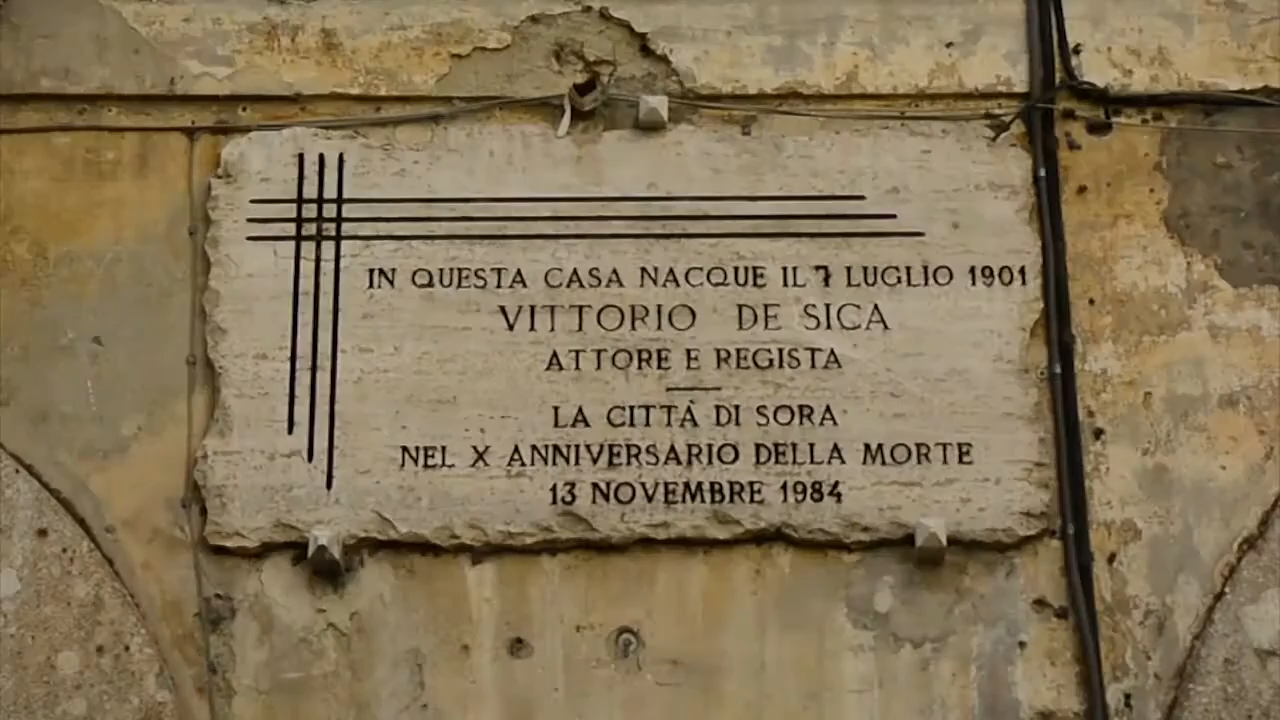 IN QUESTA CASA NACQUE IL 7 LUGLIO 1901
VITTORIO DE SICA
ATTORE E REGISTA
LA CITTÀ DI SORA
NEL X ANNIVERSARIO DELLA MORTE
13 NOVEMBRE 1984